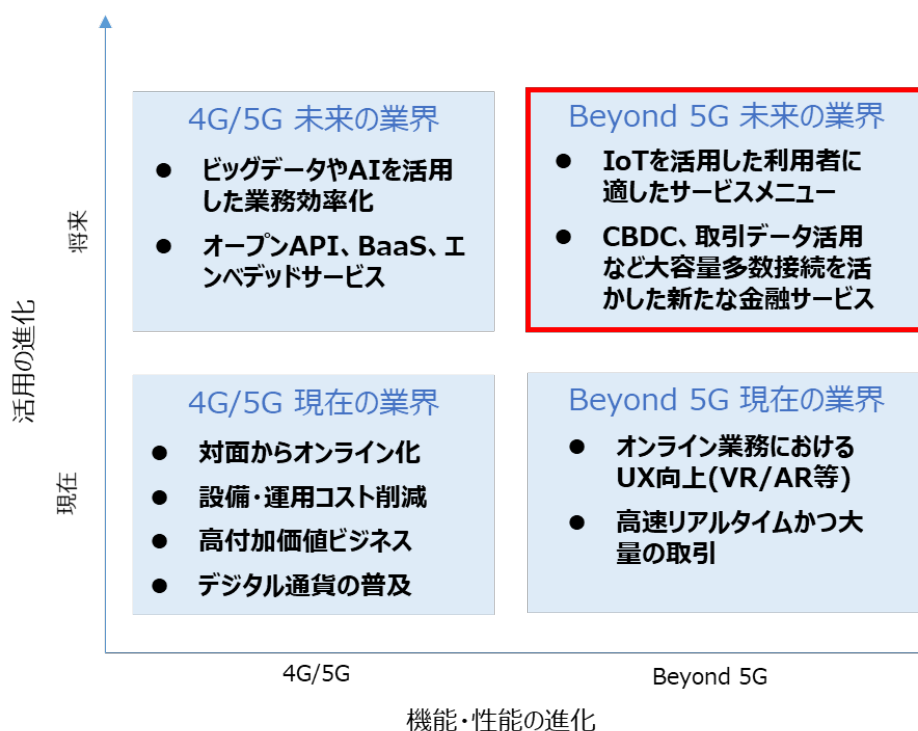 4G/5G 未来の業界
● ビッグデータやAIを活用
した業務効率化
● オープンAPI、BaaS、エ
ンベデッドサービス
Beyond 5G 未来の業界
● IoTを活用した利用者に
適したサービスメニュー
● CBDC、取引データ活用
など大容量多数接続を活
かした新たな金融サービス
将来
活用の進化
4G/5G 現在の業界
● 対面からオンライン化
● 設備・運用コスト削減
● 高付加価値ビジネス
● デジタル通貨の普及
Beyond 5G 現在の業界
● オンライン業務における
UX向上(VR/AR等)
● 高速リアルタイムかつ大
量の取引
現在
4G/5G
Beyond 5G
機能・性能の進化